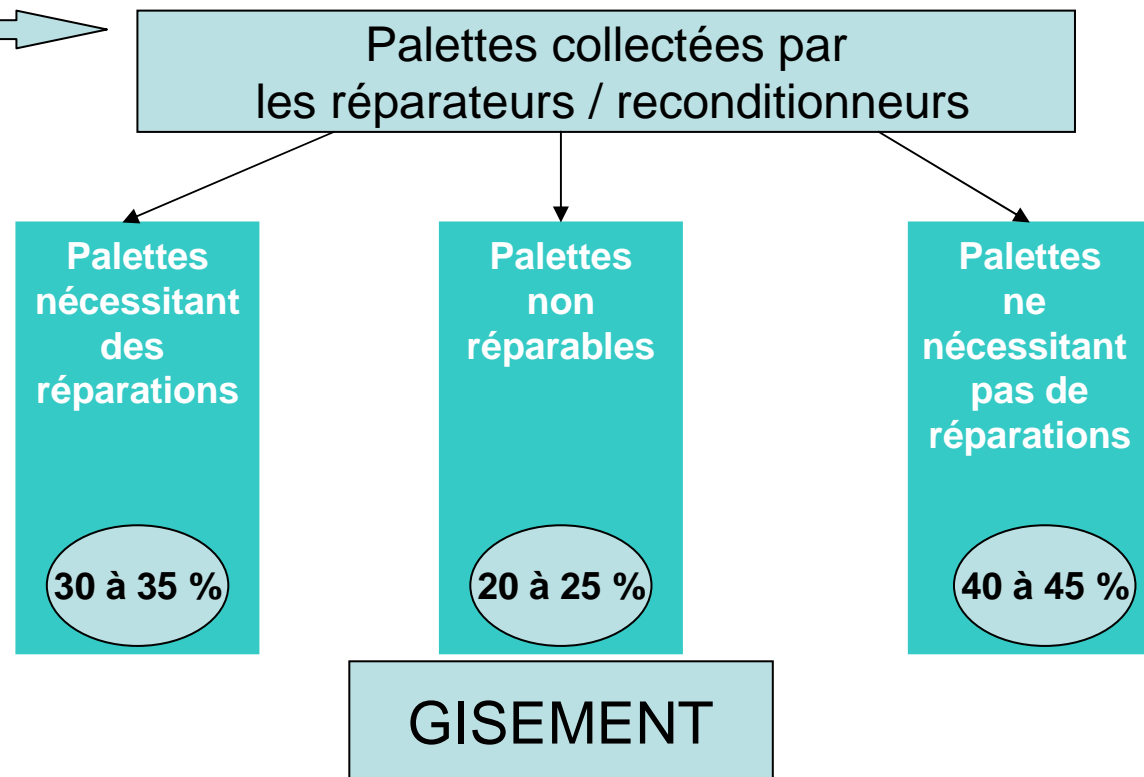 Palettes collectées par
les réparateurs / reconditionneurs
Palettes
nécessitant
des
réparations
30 à 35 %
Palettes
non
réparables
20 à 25 %
Palettes
ne
nécessitant
pas de
réparations
40 à 45 %
GISEMENT